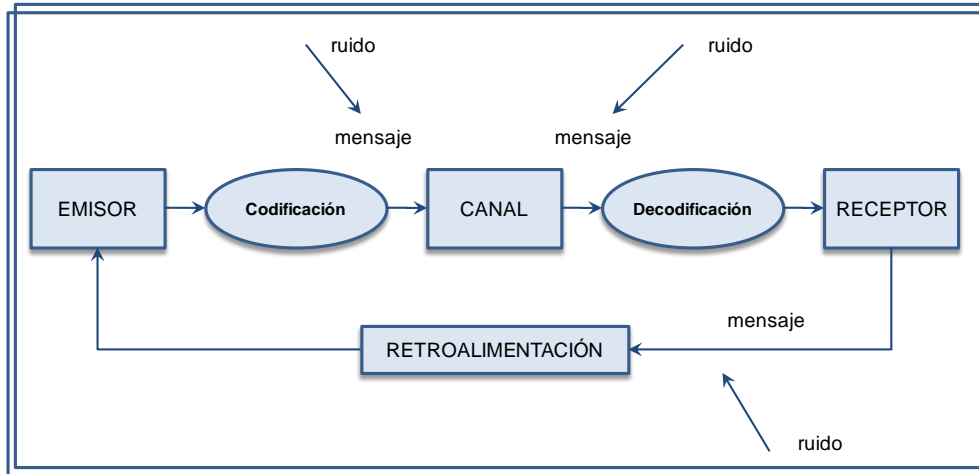 ruido
ruido
mensaje
mensaje
EMISOR
Codificación
CANAL
Decodificación
RECEPTOR
mensaje
RETROALIMENTACIÓN
ruido